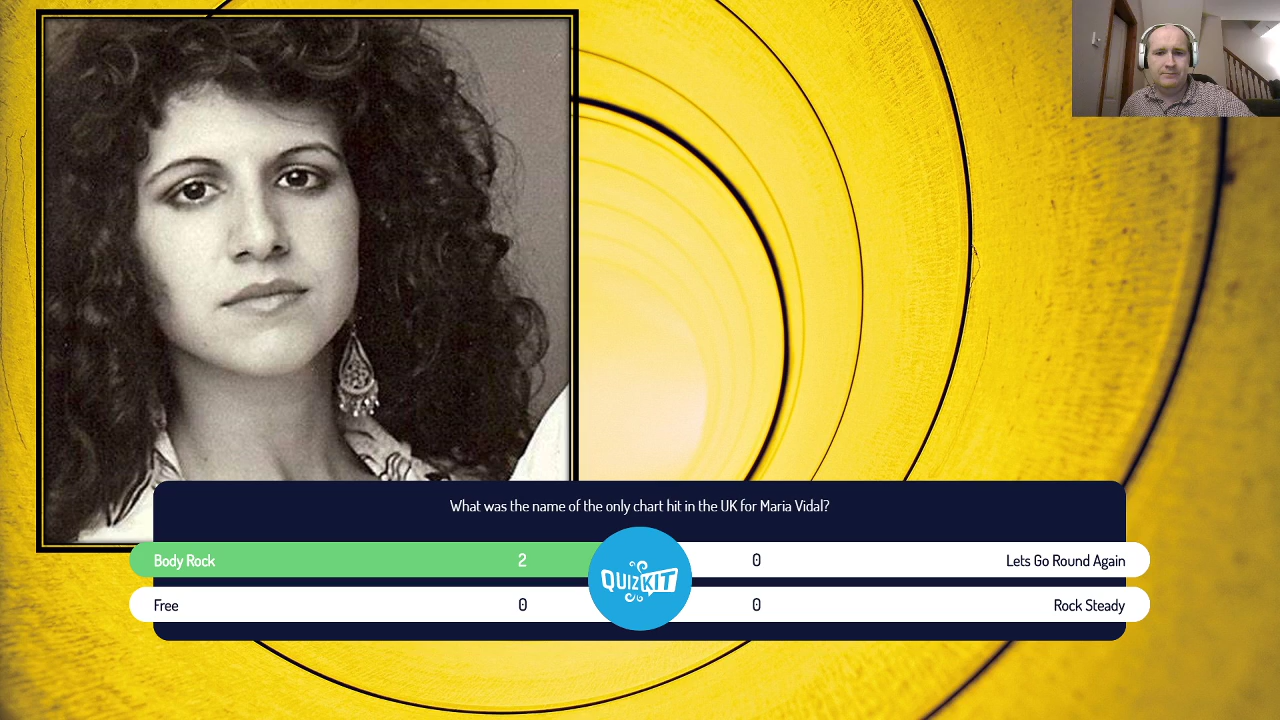 What was the name of the only chart hit in the UK for Maria Vidal?
Body Rock 2
0 Lets Go Round Again
QUIZKIT
Free 0
0 Rock Steady